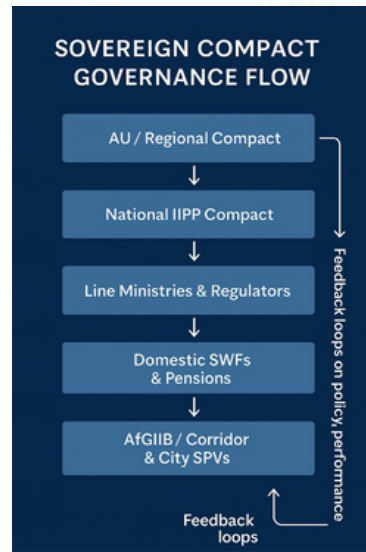 SOVEREIGN COMPACT
GOVERNANCE FLOW
AU / Regional Compact
National IIPP Compact
Line Ministries & Regulators
Domestic SWFs
& Pensions
AfGIIB / Corridor
& City SPVs
Feedback loops on policy, performance
Feedback
loops